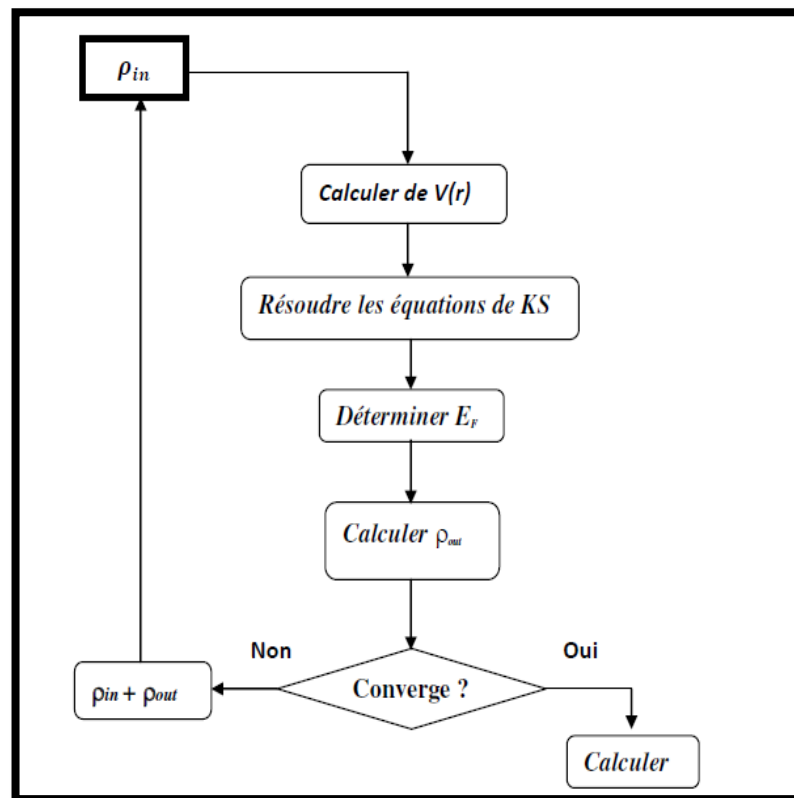 ρin
Calculer de V(r)
Résoudre les équations de KS
Déterminer EF
Calculer ρout
Non
Oui
ρin + ρout
Converge ?
Calculer